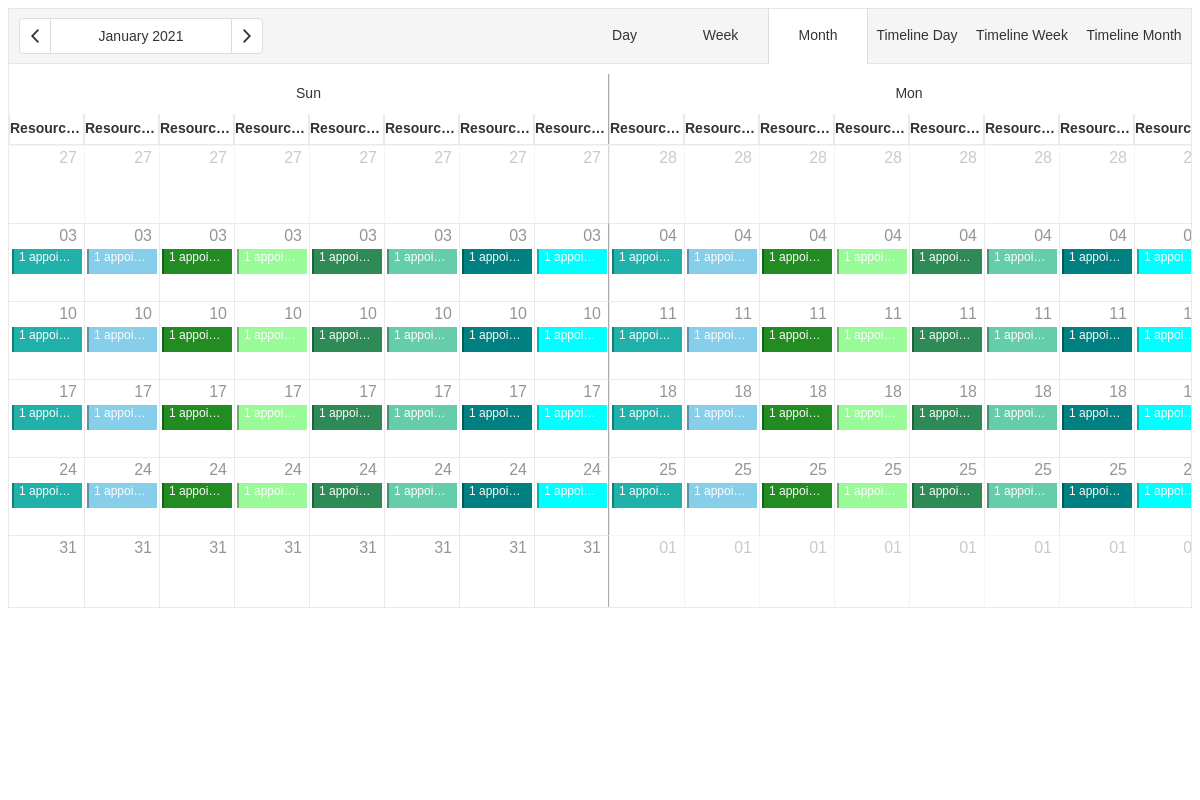 January 2021 Day Week Month Timeline Day Timeline Week Timeline Month
Sun Mon
Resourc… Resourc… Resourc… Resourc… Resourc… Resourc… Resourc… Resourc… Resourc… Resourc… Resourc… Resourc… Resourc… Resourc… Resourc… Resourc
27 27 27 27 27 27 27 27 28 28 28 28 28 28 28 2
03 03 03 03 03 03 03 03 04 04 04 04 04 04 04 0
1 appoi… 1 appoi… 1 appoi… 1 appoi… 1 appoi… 1 appoi… 1 appoi… 1 appoi… 1 appoi… 1 appoi… 1 appoi… 1 appoi… 1 appoi… 1 appoi… 1 appoi… 1 appoi
10 10 10 10 10 10 10 10 11 11 11 11 11 11 11 1
1 appoi… 1 appoi… 1 appoi… 1 appoi… 1 appoi… 1 appoi… 1 appoi… 1 appoi… 1 appoi… 1 appoi… 1 appoi… 1 appoi… 1 appoi… 1 appoi… 1 appoi… 1 appoi
17 17 17 17 17 17 17 17 18 18 18 18 18 18 18 1
1 appoi… 1 appoi… 1 appoi… 1 appoi… 1 appoi… 1 appoi… 1 appoi… 1 appoi… 1 appoi… 1 appoi… 1 appoi… 1 appoi… 1 appoi… 1 appoi… 1 appoi… 1 appoi
24 24 24 24 24 24 24 24 25 25 25 25 25 25 25 2
1 appoi… 1 appoi… 1 appoi… 1 appoi… 1 appoi… 1 appoi… 1 appoi… 1 appoi… 1 appoi… 1 appoi… 1 appoi… 1 appoi… 1 appoi… 1 appoi… 1 appoi… 1 appoi
31 31 31 31 31 31 31 31 01 01 01 01 01 01 01 0